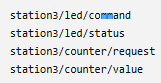 station3/led/command
station3/led/status
station3/counter/request
station3/counter/value